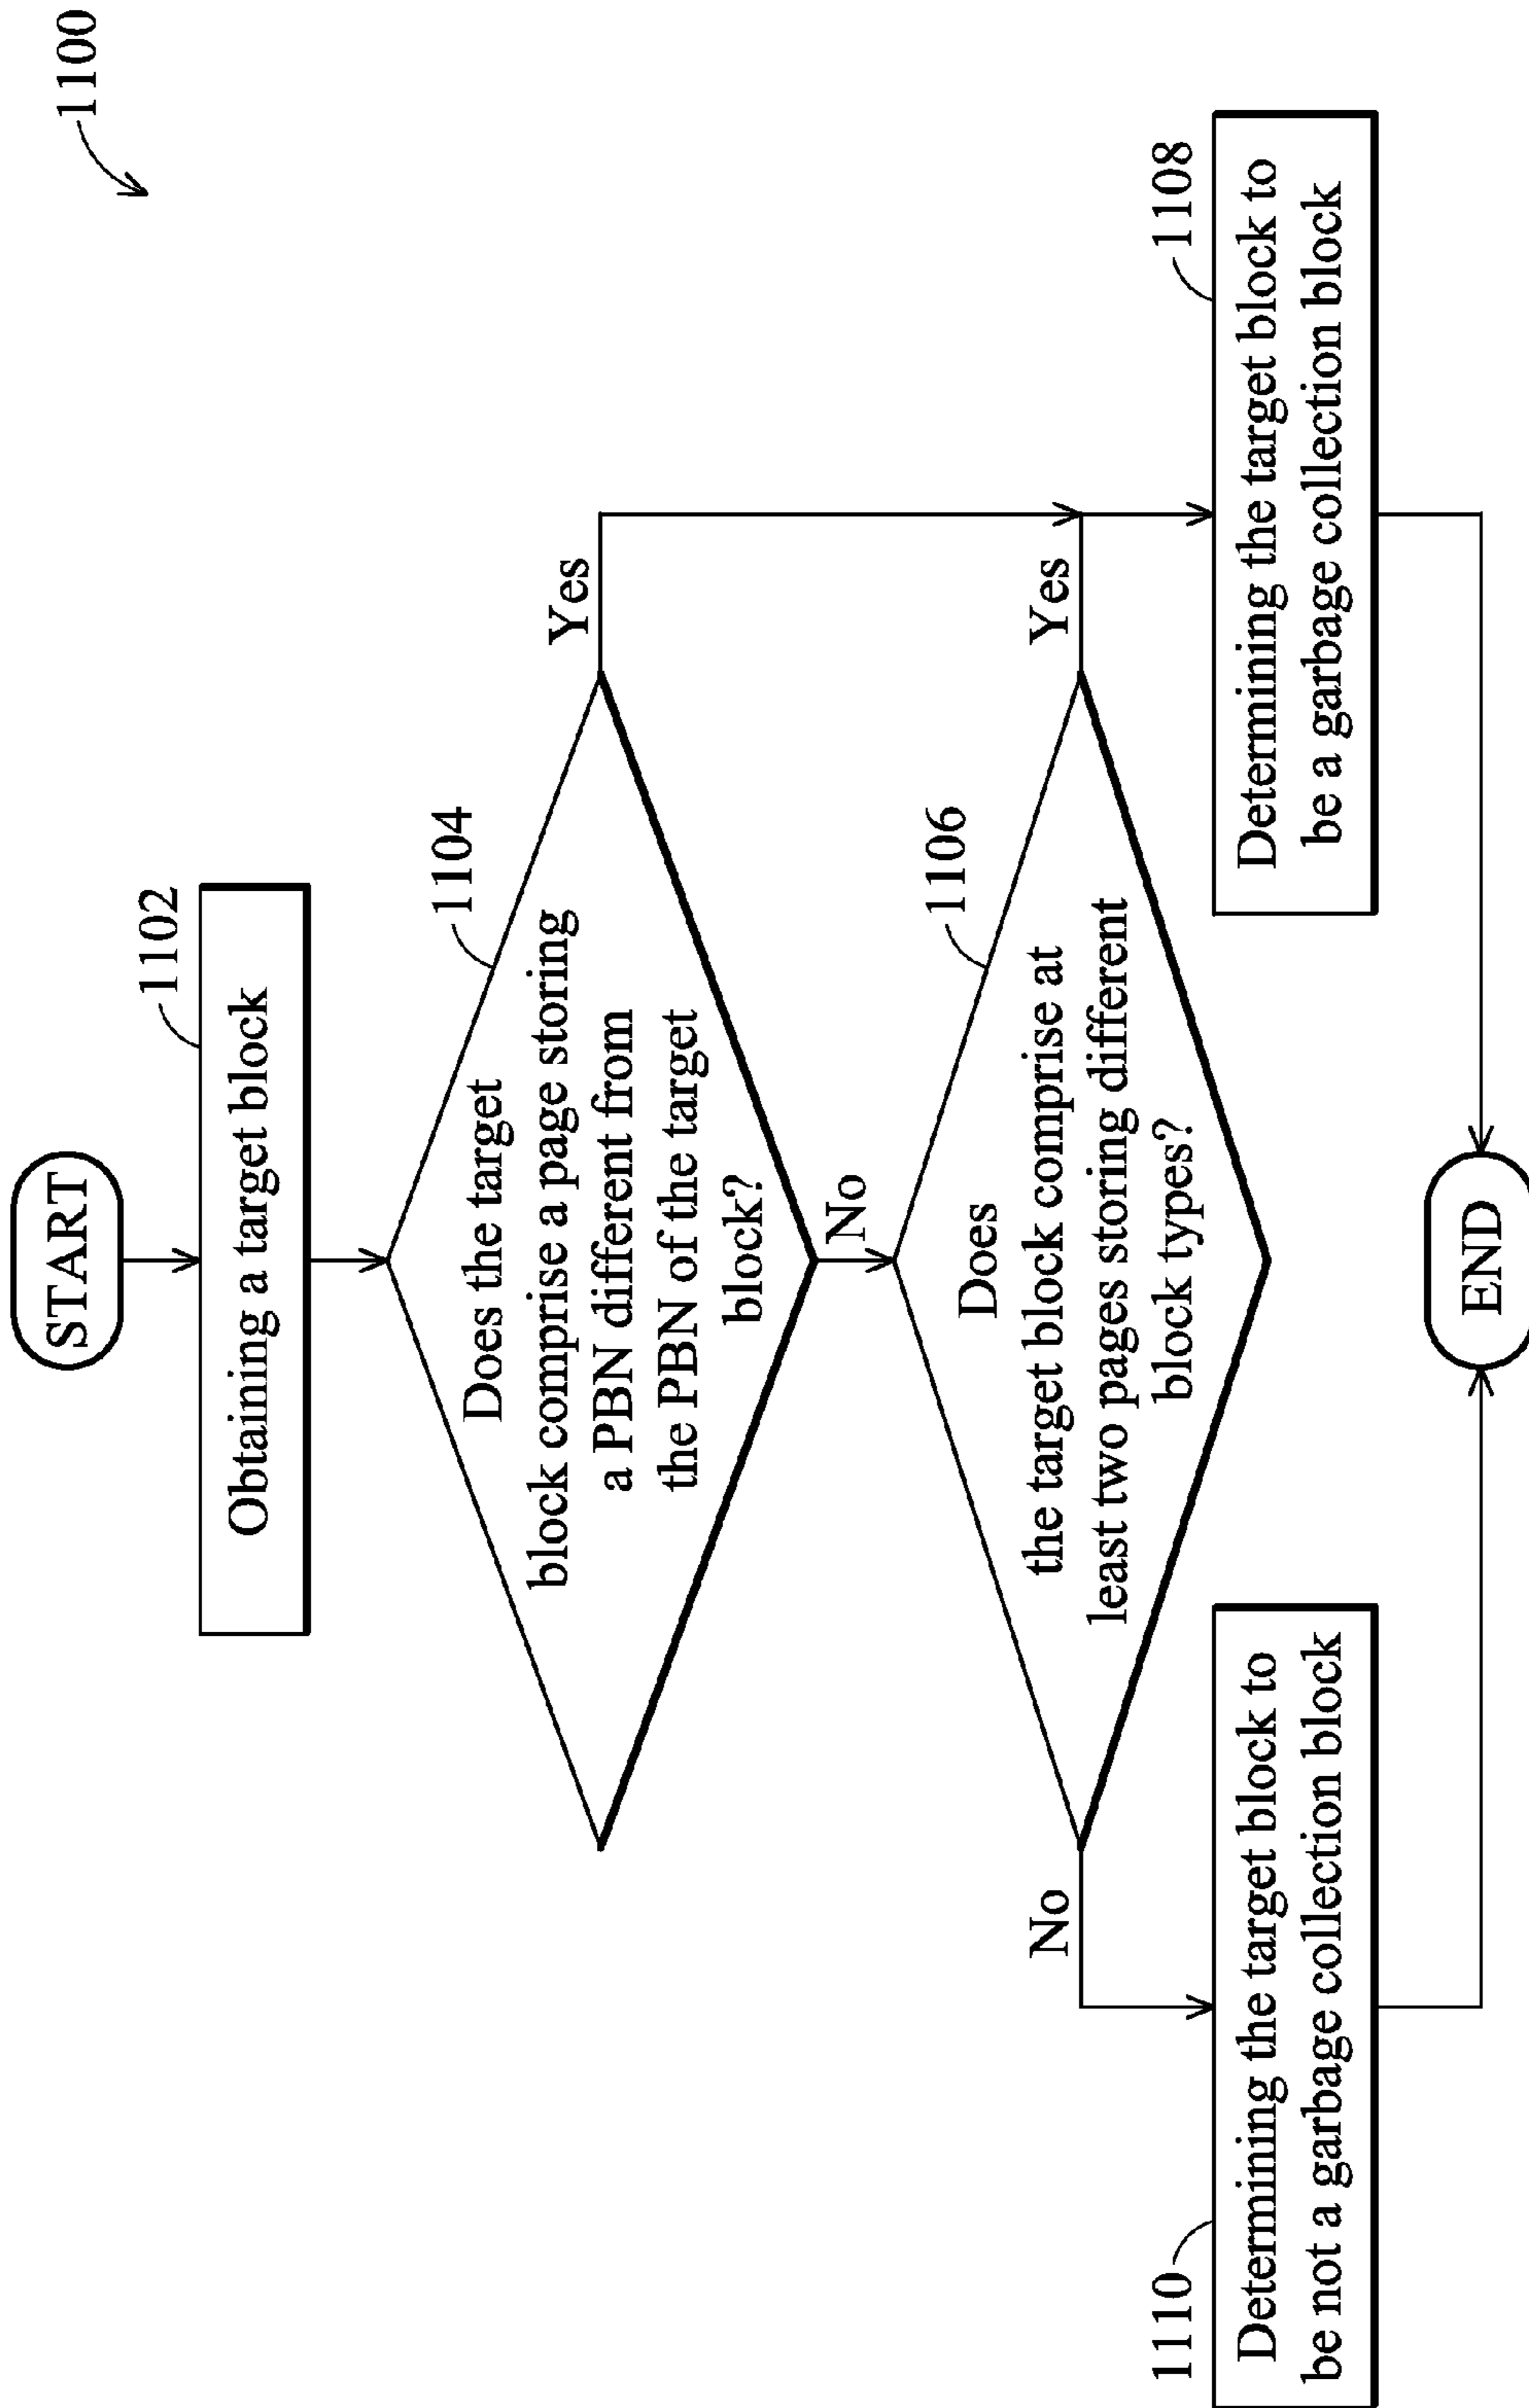 1100
START
1102
Obtaining a target block
1104
Does the target
block comprise a page storing
a PBN different from
the PBN of the target
block?
Yes
No
1106
Does
the target block comprise at
least two pages storing different
block types?
No
Yes
1110
Determining the target block to
be not a garbage collection block
1108
Determining the target block to
be a garbage collection block
END